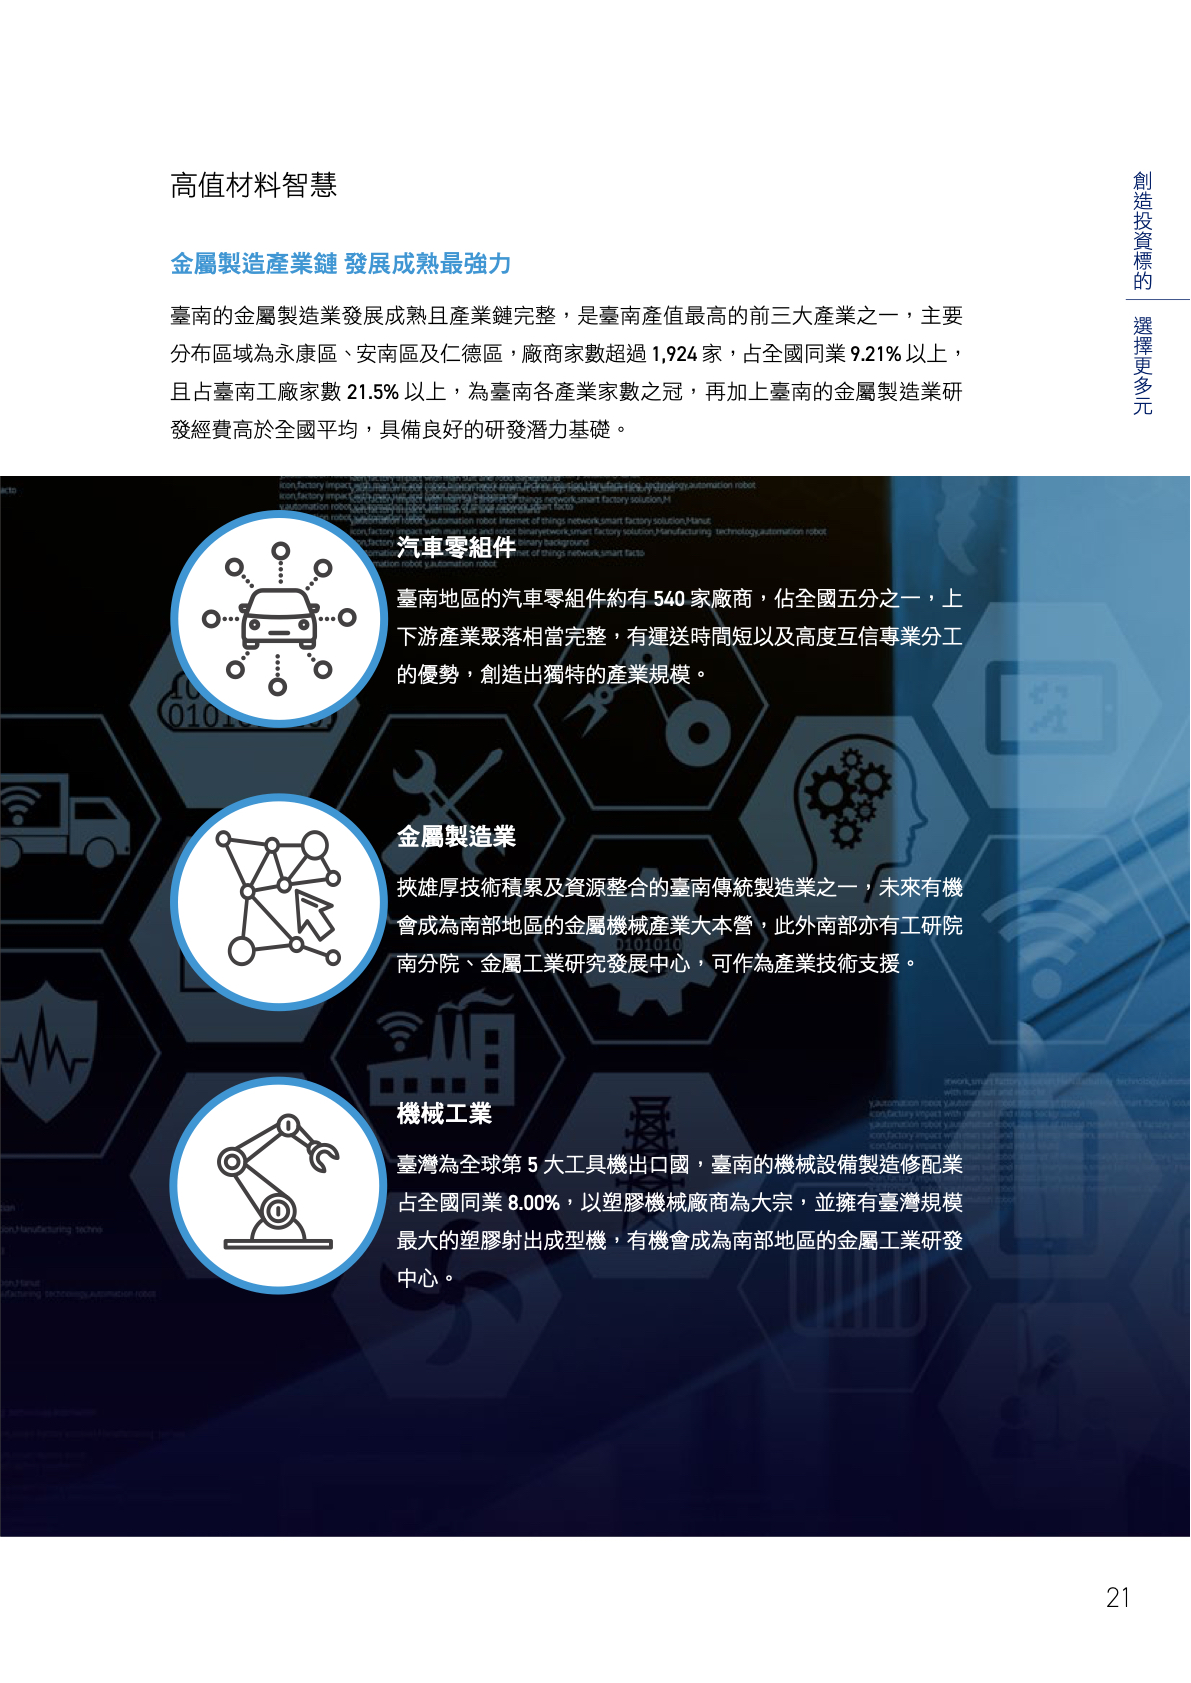 高值材料智慧
金屬製造產業鏈 發展成熟最強力
臺南的金屬製造業發展成熟且產業鏈完整，是臺南產值最高的前三大產業之一，主要
分布區域為永康區、安南區及仁德區，廠商家數超過 1,924 家，占全國同業 9.21% 以上，
且占臺南工廠家數 21.5% 以上，為臺南各產業家數之冠，再加上臺南的金屬製造業研
發經費高於全國平均，具備良好的研發潛力基礎。
創造投資標的
選擇更多元
汽車零組件
臺南地區的汽車零組件約有 540 家廠商，佔全國五分之一，上
下游產業聚落相當完整，有運送時間短以及高度互信專業分工
的優勢，創造出獨特的產業規模。
金屬製造業
挾雄厚技術積累及資源整合的臺南傳統製造業之一，未來有機
會成為南部地區的金屬機械產業大本營，此外南部亦有工研院
南分院、金屬工業研究發展中心，可作為產業技術支援。
機械工業
臺灣為全球第 5 大工具機出口國，臺南的機械設備製造修配業
占全國同業 8.00%，以塑膠機械廠商為大宗，並擁有臺灣規模
最大的塑膠射出成型機，有機會成為南部地區的金屬工業研發
中心。
21